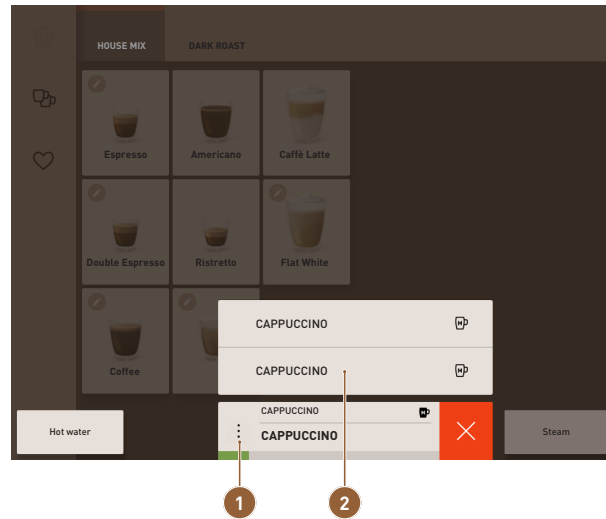 HOUSE MIX DARK ROAST
Espresso Americano Caffè Latte
Double Espresso Ristretto Flat White
Coffee
CAPPUCCINO M
CAPPUCCINO M
CAPPUCCINO M
CAPPUCCINO
Hot water
Steam
1 2